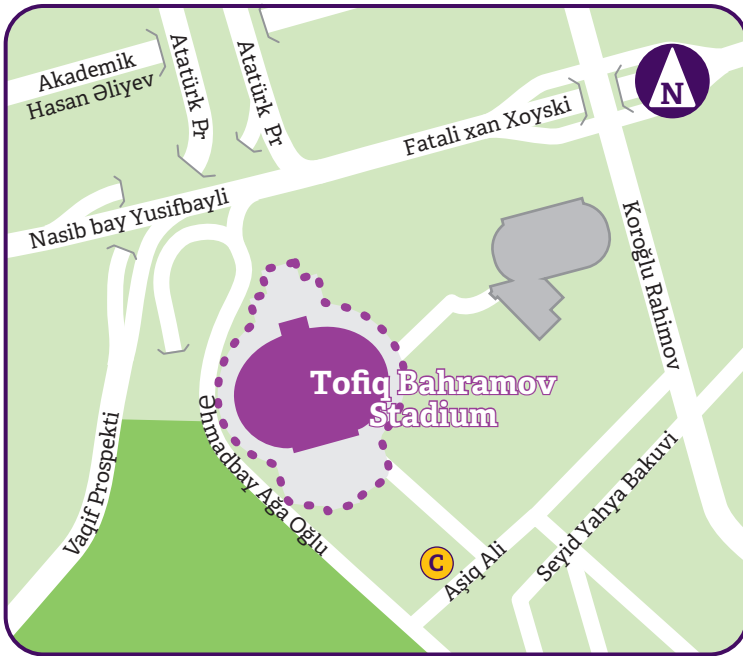 Akademik
Hasan Əliyev
Atatürk Pr
Atatürk Pr
N
Fatali xan Xoyski
Nasib bay Yusifbayli
Koroğlu Rahimov
Tofiq Bahramov
Stadium
Əhmadbay Ağa Oğlu
Vaqif Prospekti
Seyid Yahya Bakuvi
C
Aşiq Ali